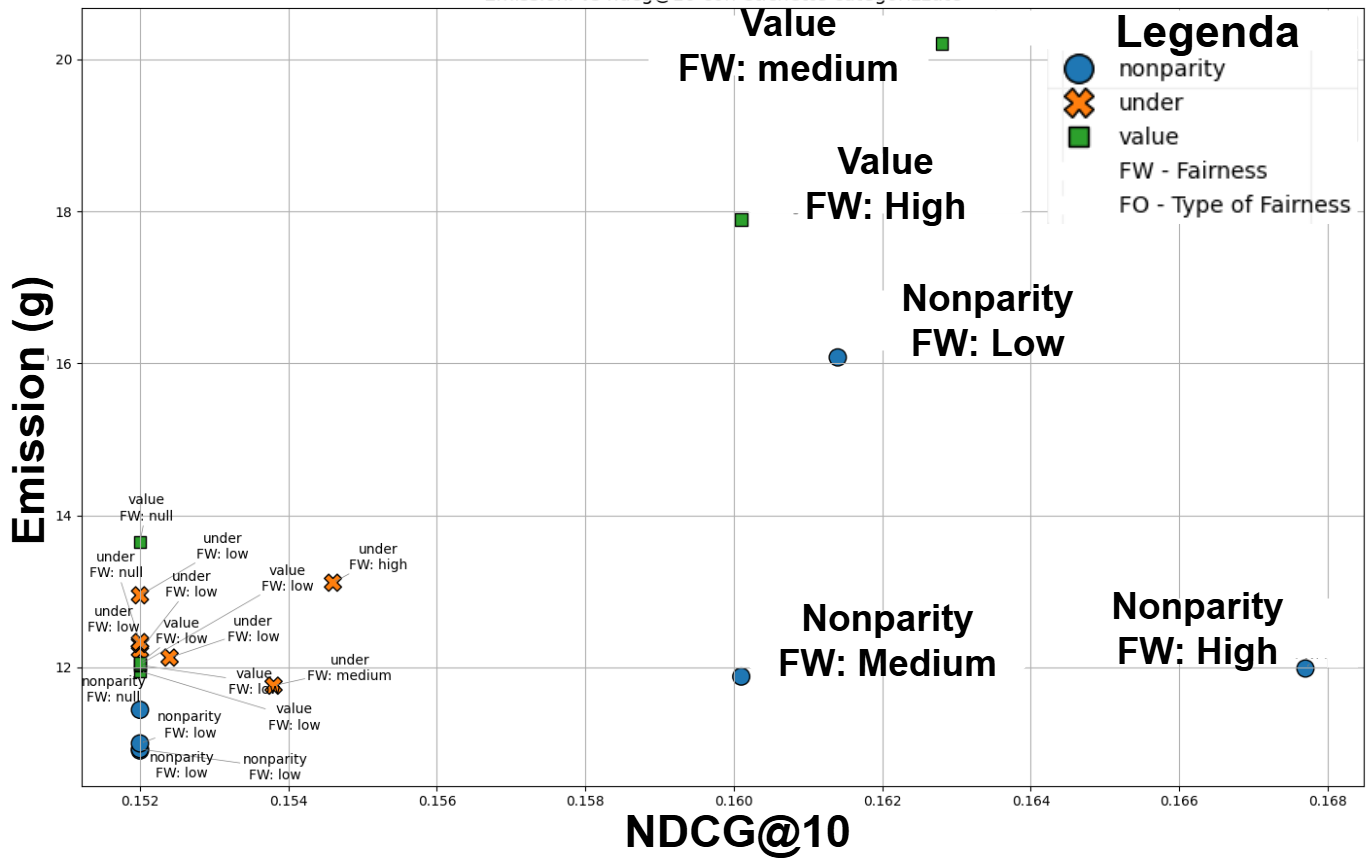 Value
FW: medium
Legenda
nonparity
under
value
FW - Fairness
FO - Type of Fairness
Value
FW: High
Nonparity
FW: Low
Nonparity
FW: Medium
Nonparity
FW: High
value
FW: null
under
FW: low
under
FW: null
under
FW: low
under
FW: high
value
FW: low
under
FW: low
value
FW: low
under
FW: low
value
FW: low
under
FW: medium
nonparity
FW: null
value
FW: low
nonparity
FW: low
nonparity
FW: low
nonparity
FW: low
20
18
16
14
12
Emission (g)
0.152
0.154
0.156
0.158
0.160
0.162
0.164
0.166
0.168
NDCG@10